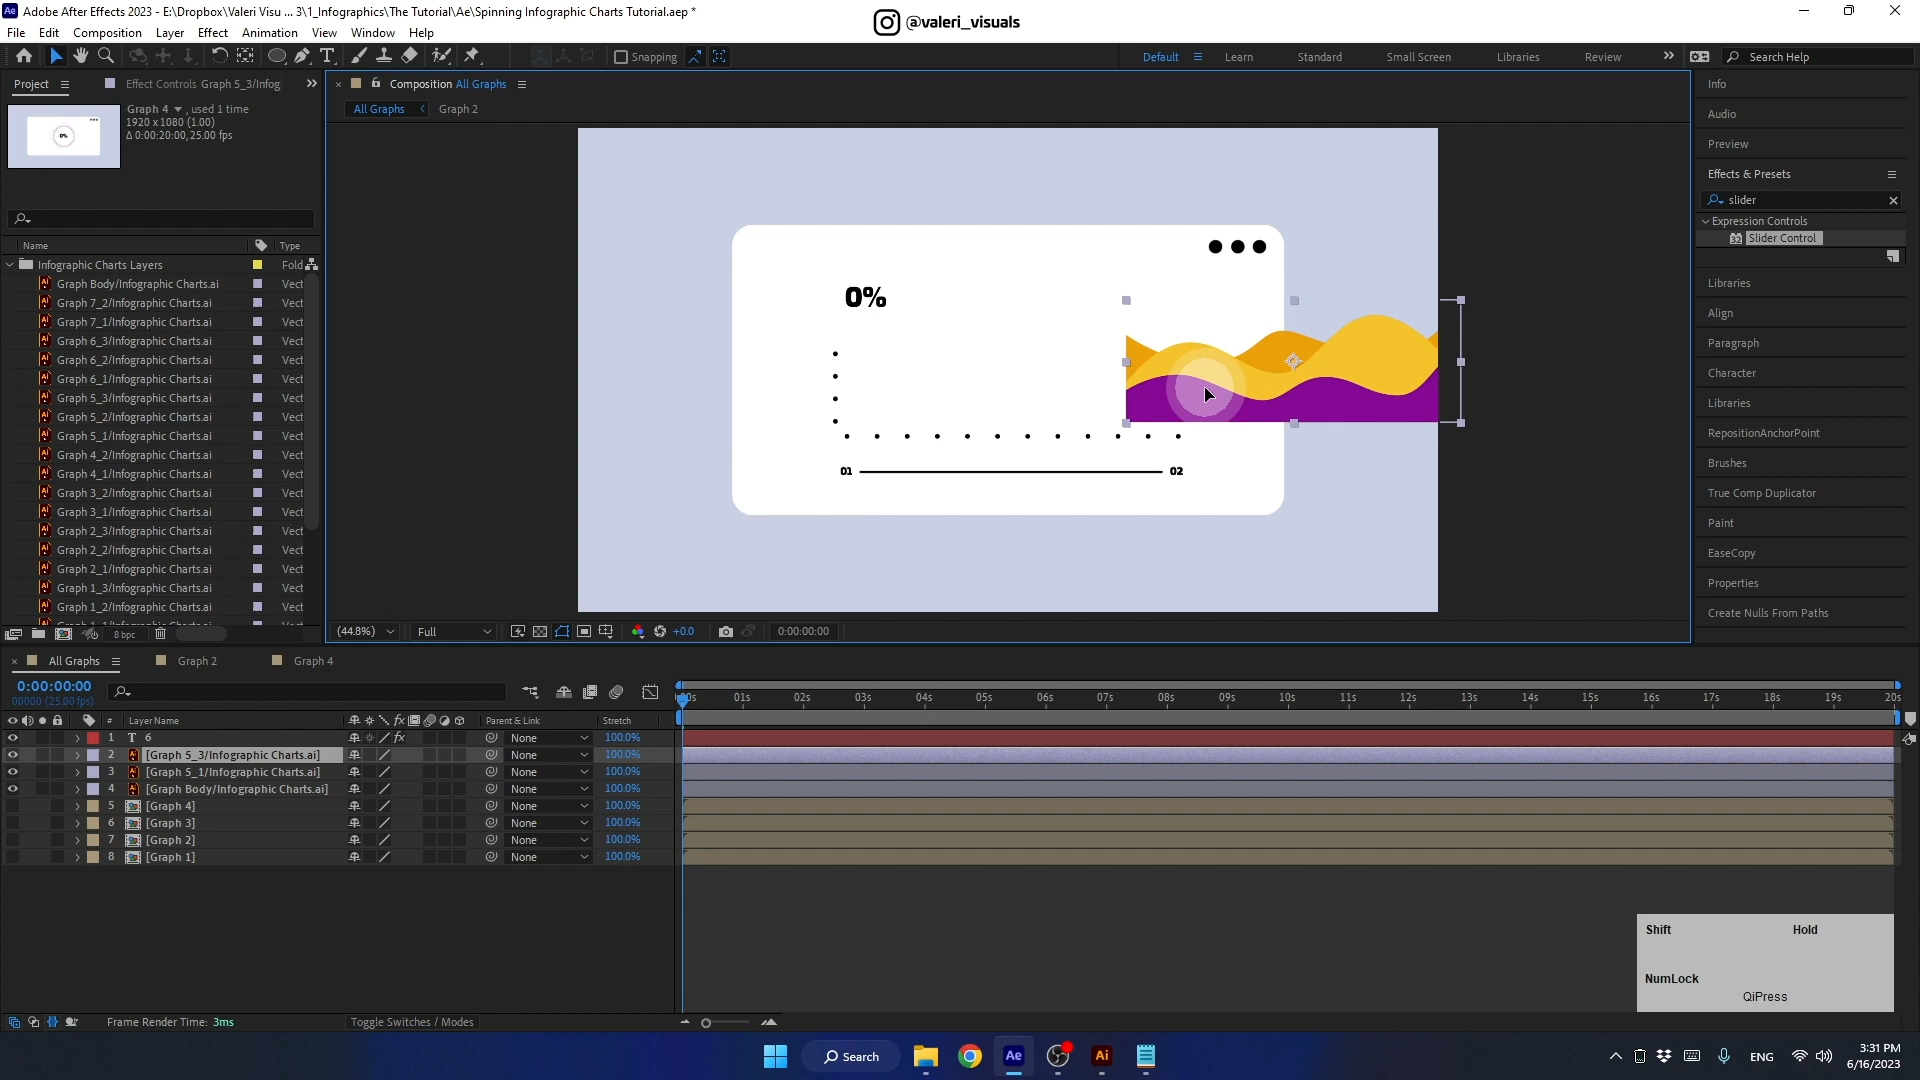 Adobe After Effects 2023 - E:\Dropbox\Valeri Visu ... 3\1_Infographics\The Tutorial\Ae\Spinning Infographic Charts Tutorial.aep *
@valeri_visuals
File Edit Composition Layer Effect Animation View Window Help
Snapping
Default Learn Standard Small Screen Libraries Review Search Help
Project Effect Controls Graph 5_3/Infog
Composition All Graphs
All Graphs Graph 2
Graph 4 , used 1 time
1920 x 1080 (1.00)
Δ 0:00:20:00, 25.00 fps
0%
Name Type
Infographic Charts Layers Fold
Graph Body/Infographic Charts.ai Vect
Graph 7_2/Infographic Charts.ai Vect
Graph 7_1/Infographic Charts.ai Vect
Graph 6_3/Infographic Charts.ai Vect
Graph 6_2/Infographic Charts.ai Vect
Graph 6_1/Infographic Charts.ai Vect
Graph 5_3/Infographic Charts.ai Vect
Graph 5_2/Infographic Charts.ai Vect
Graph 5_1/Infographic Charts.ai Vect
Graph 4_2/Infographic Charts.ai Vect
Graph 4_1/Infographic Charts.ai Vect
Graph 3_2/Infographic Charts.ai Vect
Graph 3_1/Infographic Charts.ai Vect
Graph 2_3/Infographic Charts.ai Vect
Graph 2_2/Infographic Charts.ai Vect
Graph 2_1/Infographic Charts.ai Vect
Graph 1_3/Infographic Charts.ai Vect
Graph 1_2/Infographic Charts.ai Vect
8 bpc
0%
01 02
(44.8%) Full +0.0 0:00:00:00
Info
Audio
Preview
Effects & Presets
slider
Expression Controls
Slider Control
Libraries
Align
Paragraph
Character
Libraries
RepositionAnchorPoint
Brushes
True Comp Duplicator
Paint
EaseCopy
Properties
Create Nulls From Paths
All Graphs Graph 2 Graph 4
0:00:00:00
00000 (25.00 fps)
01s 02s 03s 04s 05s 06s 07s 08s 09s 10s 11s 12s 13s 14s 15s 16s 17s 18s 19s 20s
# Layer Name fx Parent & Link Stretch
1 T 6 fx None 100.0%
2 [Graph 5_3/Infographic Charts.ai] None 100.0%
3 [Graph 5_1/Infographic Charts.ai] None 100.0%
4 [Graph Body/Infographic Charts.ai] None 100.0%
5 [Graph 4] None 100.0%
6 [Graph 3] None 100.0%
7 [Graph 2] None 100.0%
8 [Graph 1] None 100.0%
Shift Hold
NumLock
QiPress
Frame Render Time: 3ms Toggle Switches / Modes
Search
Ae
Ai
ENG
3:31 PM
6/16/2023